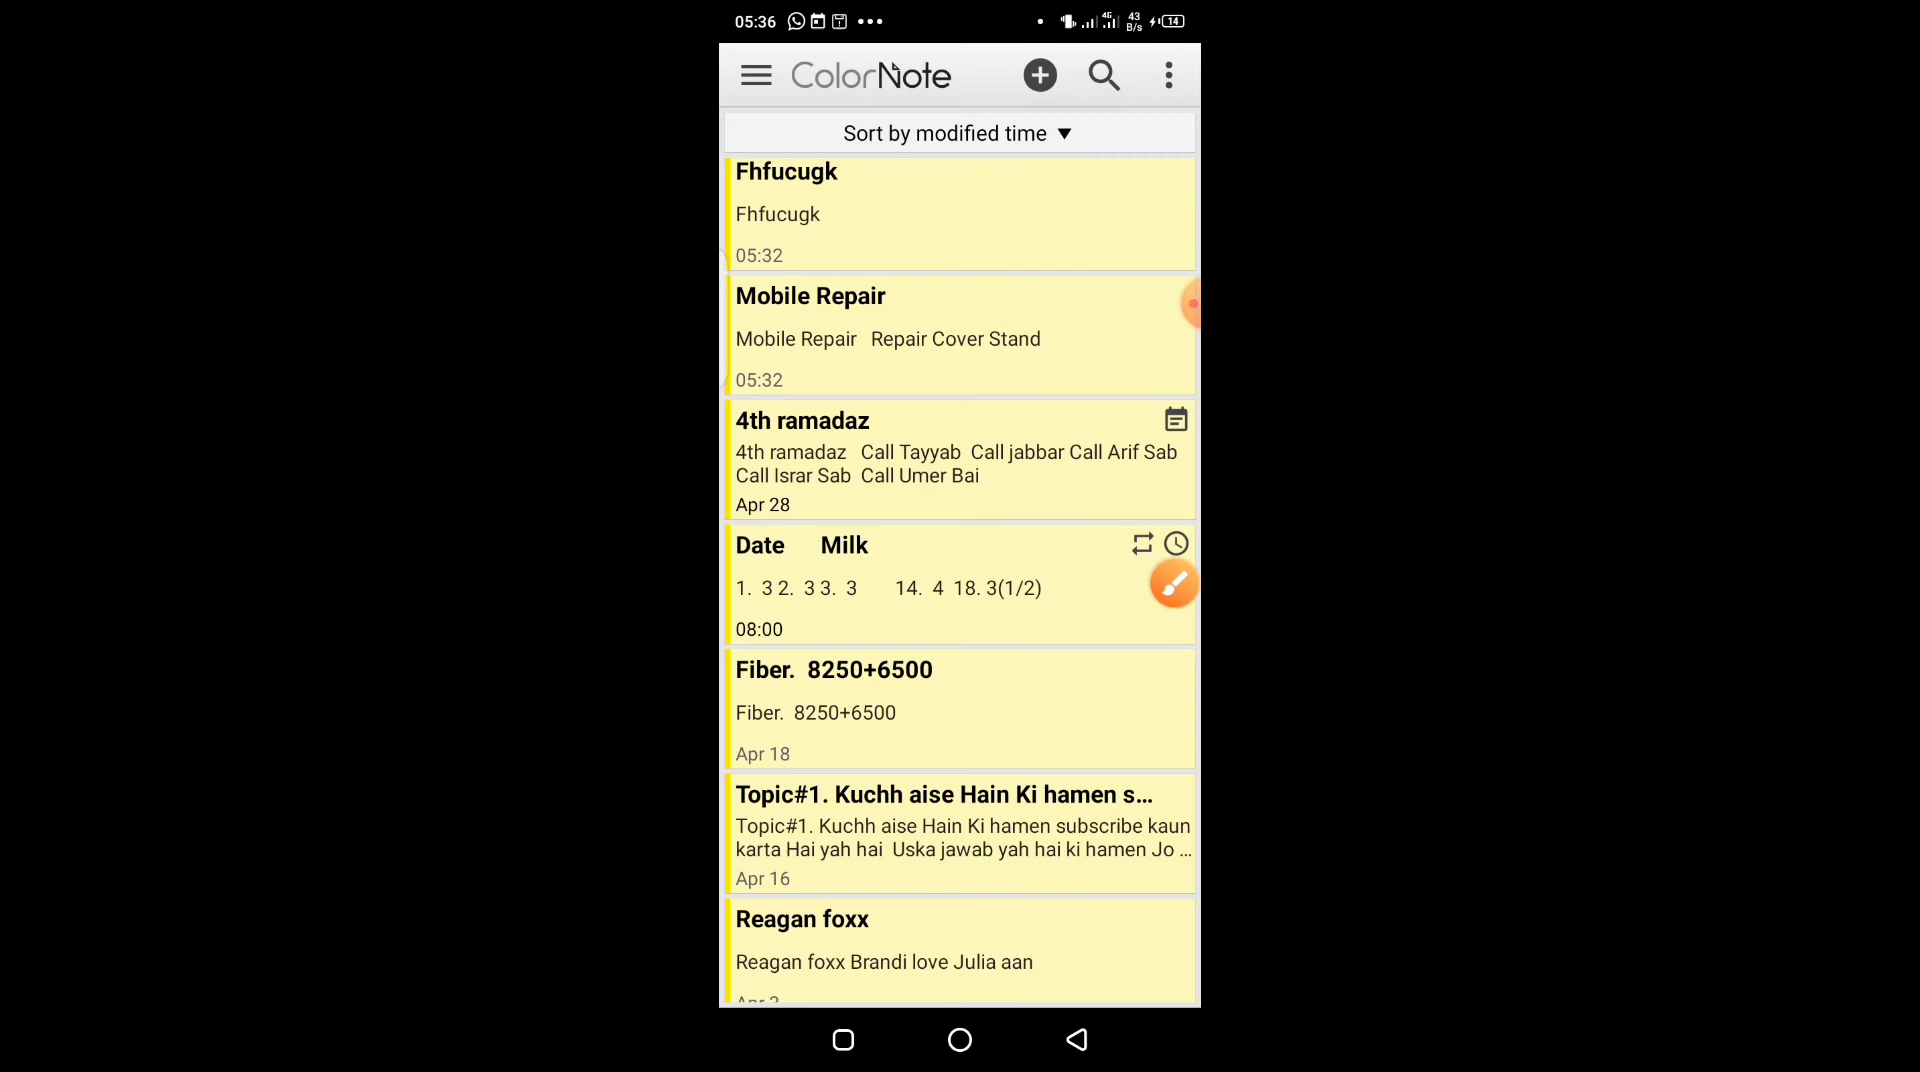 05:36 4G 43 B/s 14
ColorNote
Sort by modified time ▼
Fhfucugk
Fhfucugk
05:32
Mobile Repair
Mobile Repair Repair Cover Stand
05:32
4th ramadaz
4th ramadaz Call Tayyab Call jabbar Call Arif Sab
Call Israr Sab Call Umer Bai
Apr 28
Date Milk
1. 3 2. 3 3. 3 14. 4 18. 3(1/2)
08:00
Fiber. 8250+6500
Fiber. 8250+6500
Apr 18
Topic#1. Kuchh aise Hain Ki hamen s...
Topic#1. Kuchh aise Hain Ki hamen subscribe kaun
karta Hai yah hai Uska jawab yah hai ki hamen Jo ...
Apr 16
Reagan foxx
Reagan foxx Brandi love Julia aan